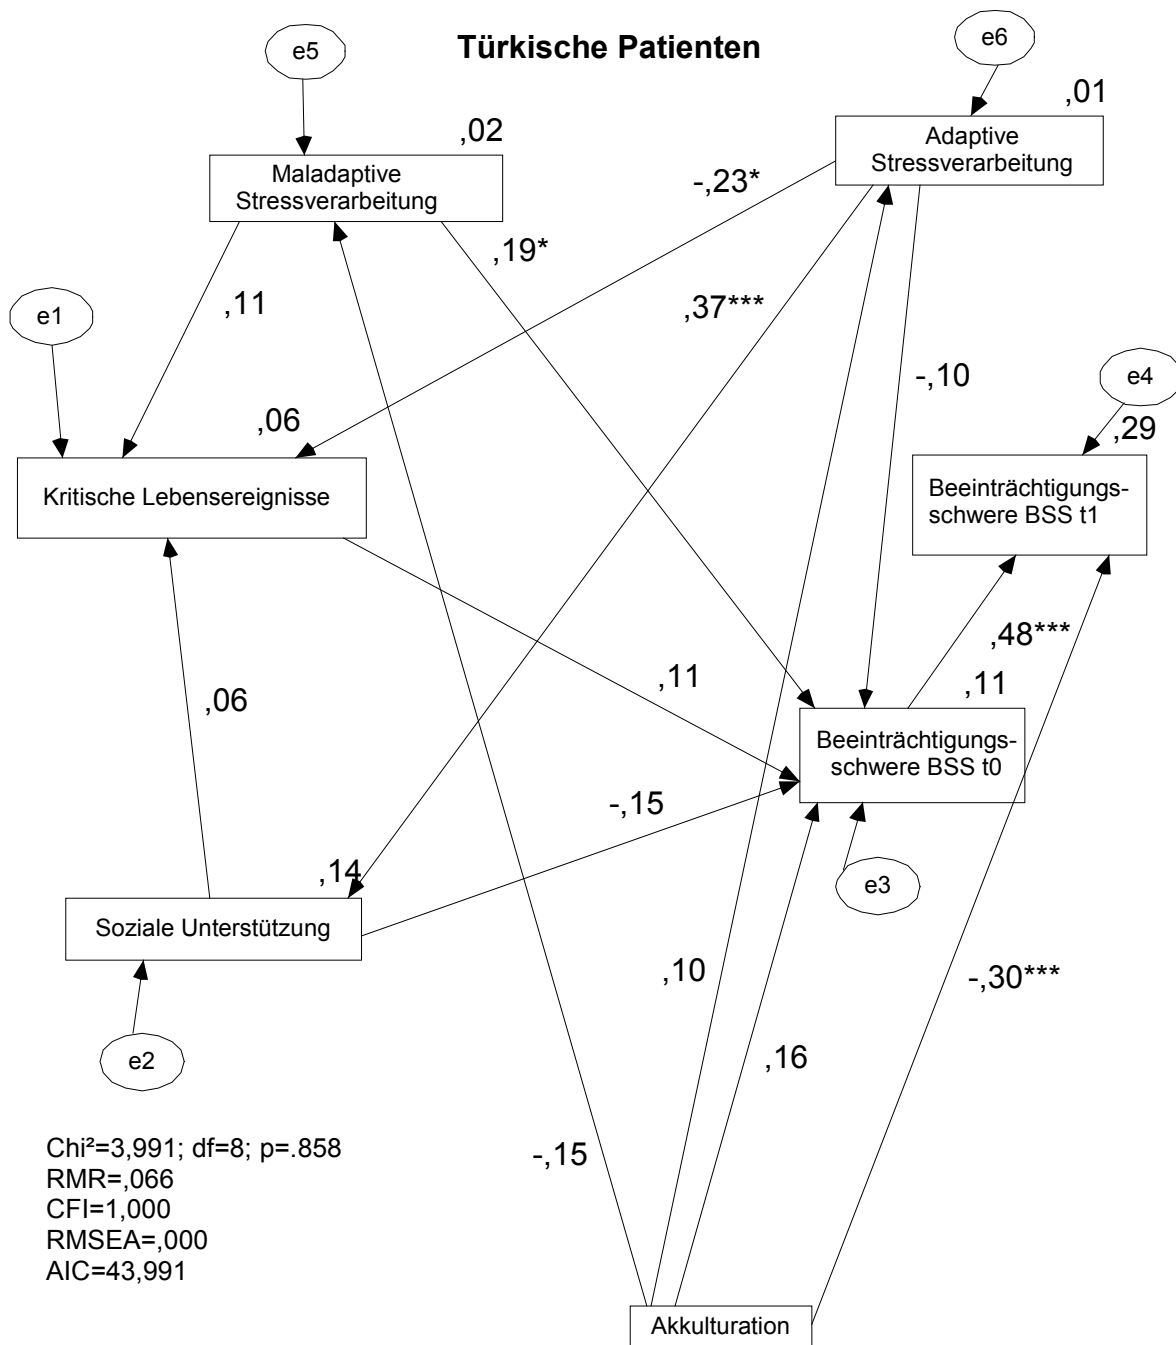 Türkische Patienten
e5
e6
,02
,01
Maladaptive
Stressverarbeitung
Adaptive
Stressverarbeitung
-,23*
,19*
,11
,37***
e1
-,10
e4
,06
,29
Kritische Lebensereignisse
Beeinträchtigungs-
schwere BSS t1
,48***
,11
,11
,06
Beeinträchtigungs-
schwere BSS t0
-,15
,14
e3
Soziale Unterstützung
,10
-,30***
e2
,16
-,15
Chi²=3,991; df=8; p=.858
RMR=,066
CFI=1,000
RMSEA=,000
AIC=43,991
Akkulturation